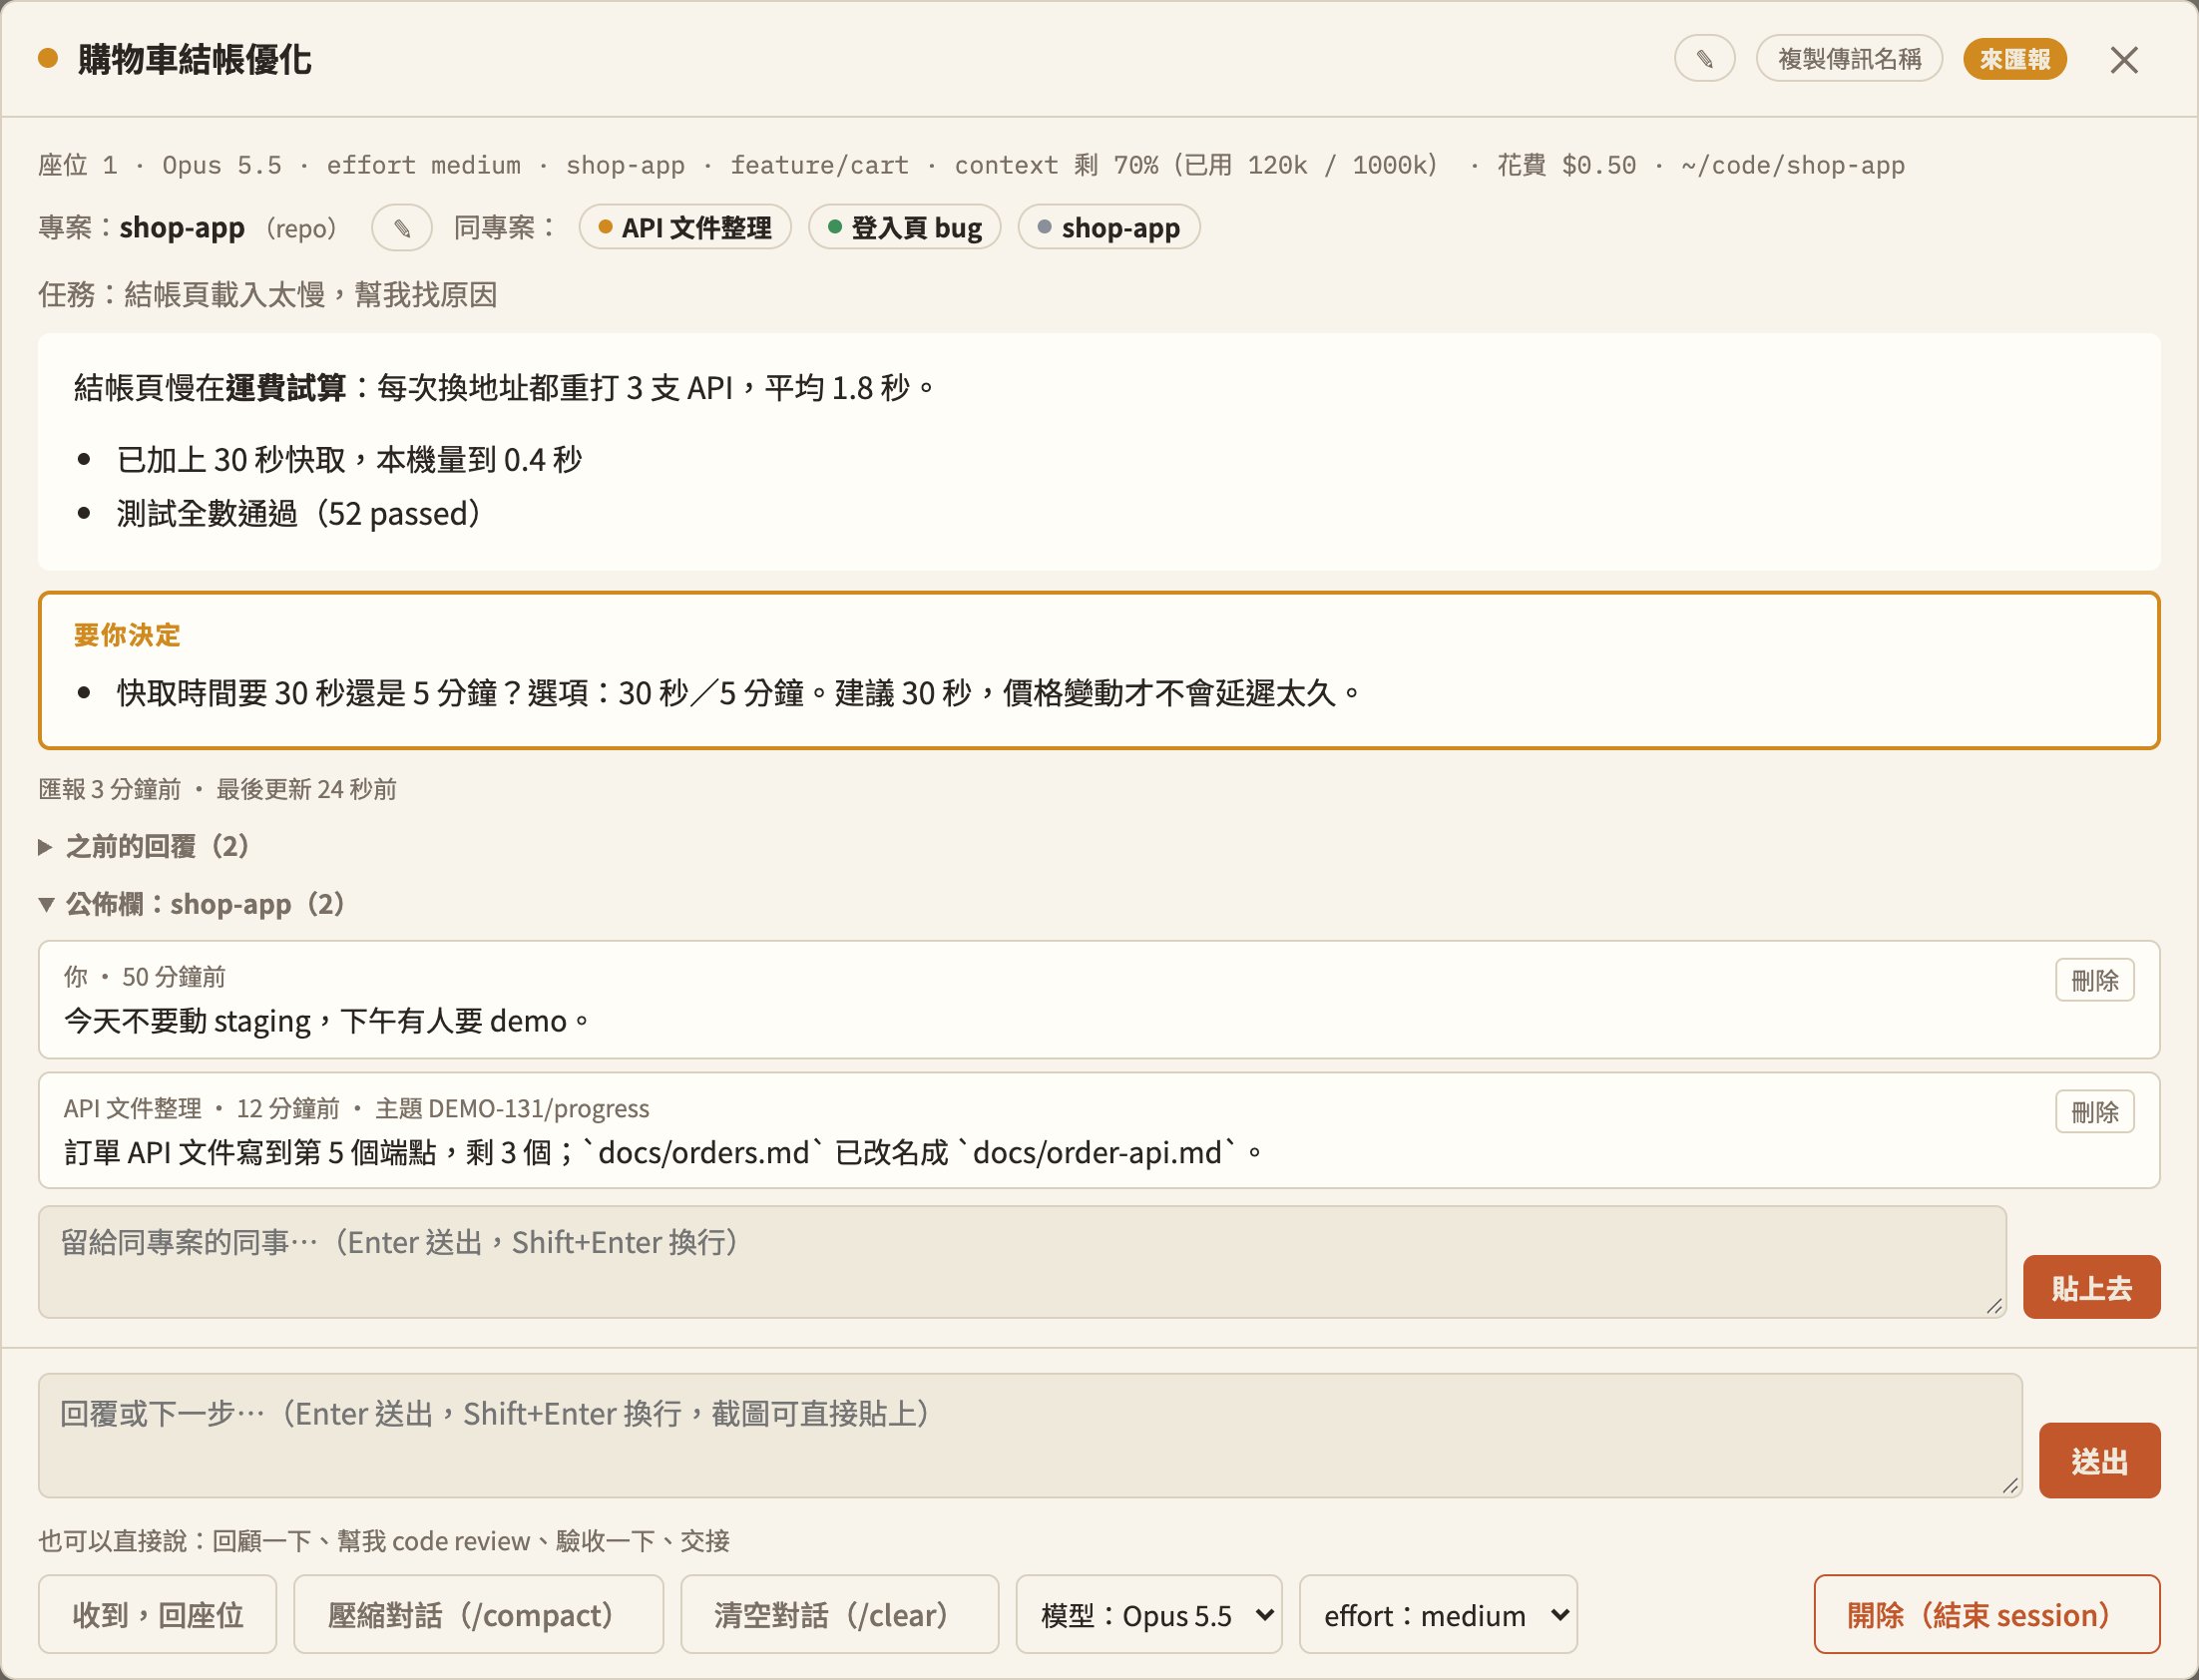 購物車結帳優化
複製傳訊名稱
來匯報
座位 1 · Opus 5.5 · effort medium · shop-app · feature/cart · context 剩 70%（已用 120k / 1000k） · 花費 $0.50 · ~/code/shop-app
專案：shop-app （repo） 同專案： API 文件整理 登入頁 bug shop-app
任務：結帳頁載入太慢，幫我找原因
結帳頁慢在運費試算：每次換地址都重打 3 支 API，平均 1.8 秒。
已加上 30 秒快取，本機量到 0.4 秒
測試全數通過（52 passed）
要你決定
快取時間要 30 秒還是 5 分鐘？選項：30 秒／5 分鐘。建議 30 秒，價格變動才不會延遲太久。
匯報 3 分鐘前 · 最後更新 24 秒前
之前的回覆（2）
公佈欄：shop-app（2）
你 · 50 分鐘前
刪除
今天不要動 staging，下午有人要 demo。
API 文件整理 · 12 分鐘前 · 主題 DEMO-131/progress
刪除
訂單 API 文件寫到第 5 個端點，剩 3 個；`docs/orders.md` 已改名成 `docs/order-api.md`。
留給同專案的同事…（Enter 送出，Shift+Enter 換行）
貼上去
回覆或下一步…（Enter 送出，Shift+Enter 換行，截圖可直接貼上）
送出
也可以直接說：回顧一下、幫我 code review、驗收一下、交接
收到，回座位
壓縮對話（/compact）
清空對話（/clear）
模型：Opus 5.5
effort：medium
開除（結束 session）